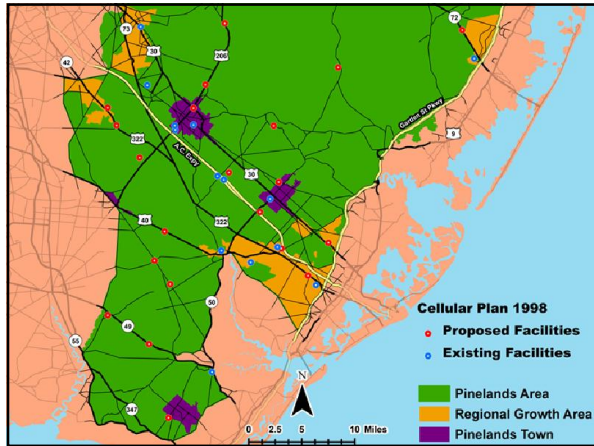 72
73
30
206
42
Garden St Pkwy
9
322
A.C. Expy
30
40
322
50
Cellular Plan 1998
Proposed Facilities
Existing Facilities
49
55
N
Pinelands Area
Regional Growth Area
347
0 2.5 5 10 Miles
Pinelands Town